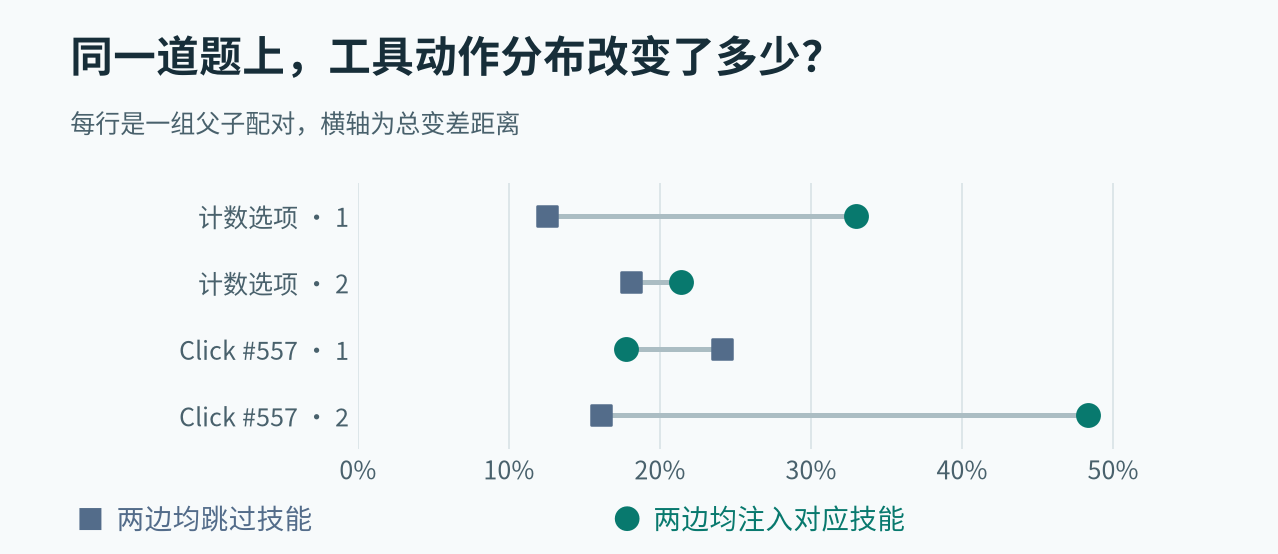 同一道题上，工具动作分布改变了多少？
每行是一组父子配对，横轴为总变差距离
计数选项 · 1
计数选项 · 2
Click #557 · 1
Click #557 · 2
0% 10% 20% 30% 40% 50%
两边均跳过技能 两边均注入对应技能